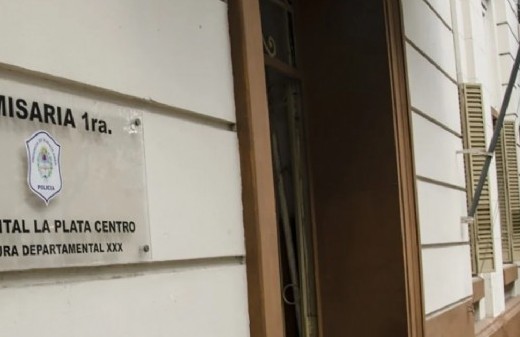 MISARIA 1ra.
POLICIA
ITAL LA PLATA CENTRO
URA DEPARTAMENTAL XXX